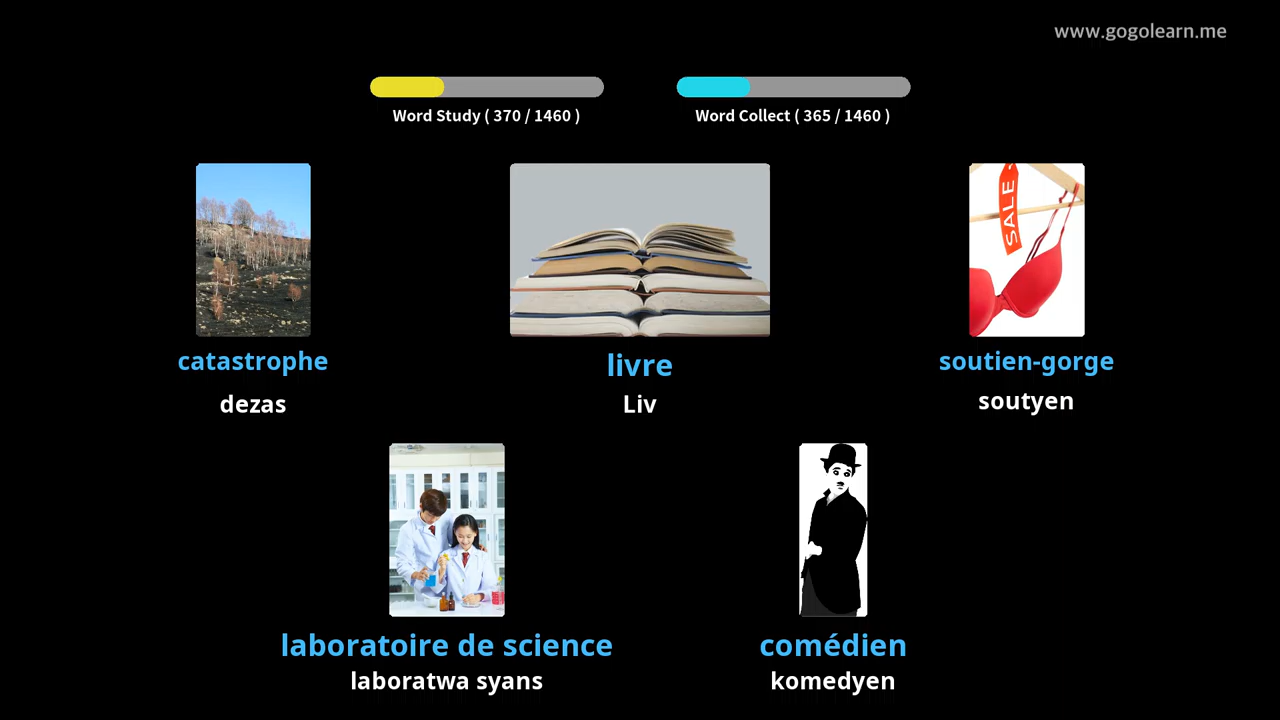 www.gogolearn.me
Word Study ( 370 / 1460 )
Word Collect ( 365 / 1460 )
SALE
catastrophe
dezas
livre
Liv
soutien-gorge
soutyen
laboratoire de science
laboratwa syans
comédien
komedyen